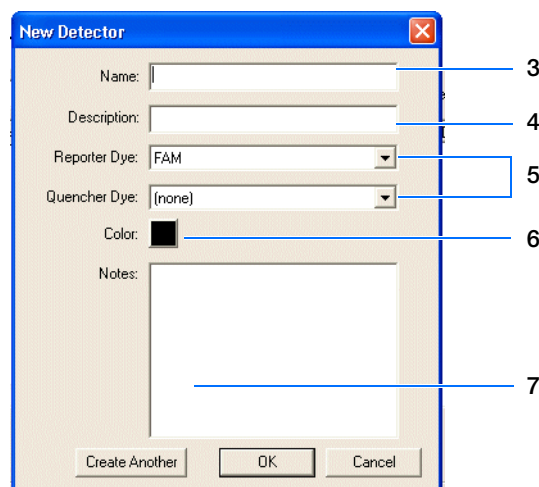 New Detector
Name:
3
Description:
4
Reporter Dye: FAM
5
Quencher Dye: (none)
Color:
6
Notes:
7
Create Another OK Cancel